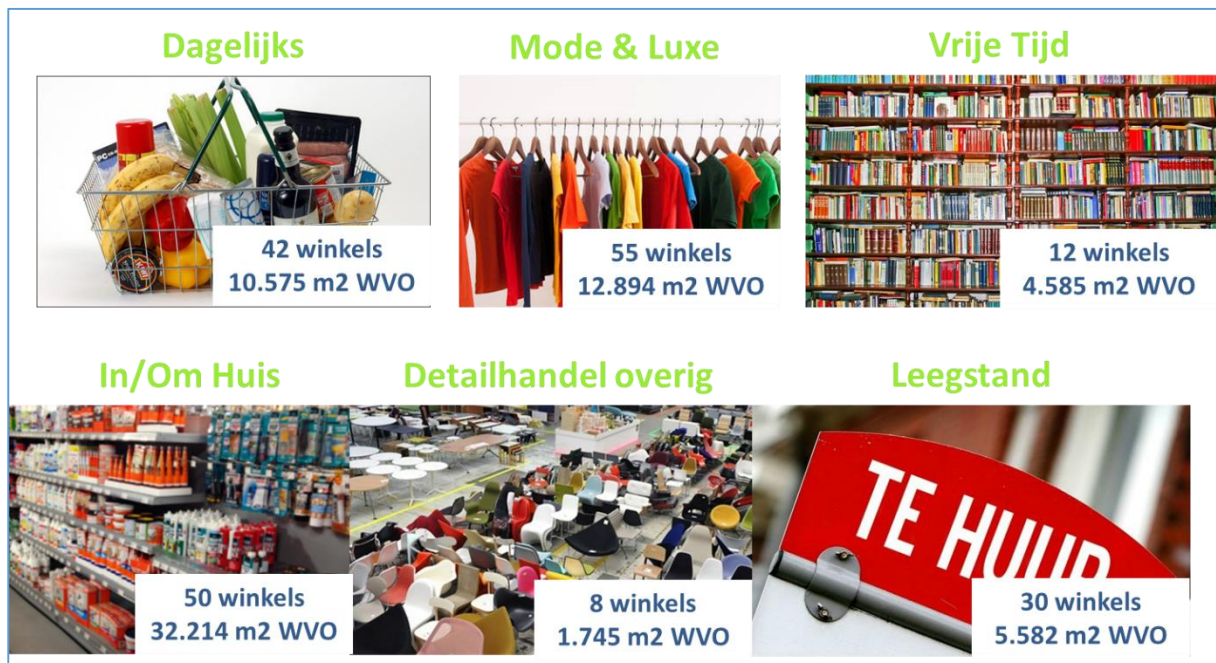 Dagelijks
Mode & Luxe
Vrije Tijd
42 winkels
10.575 m2 WVO
55 winkels
12.894 m2 WVO
12 winkels
4.585 m2 WVO
In/Om Huis
Detailhandel overig
Leegstand
TE HUUR
50 winkels
32.214 m2 WVO
8 winkels
1.745 m2 WVO
30 winkels
5.582 m2 WVO